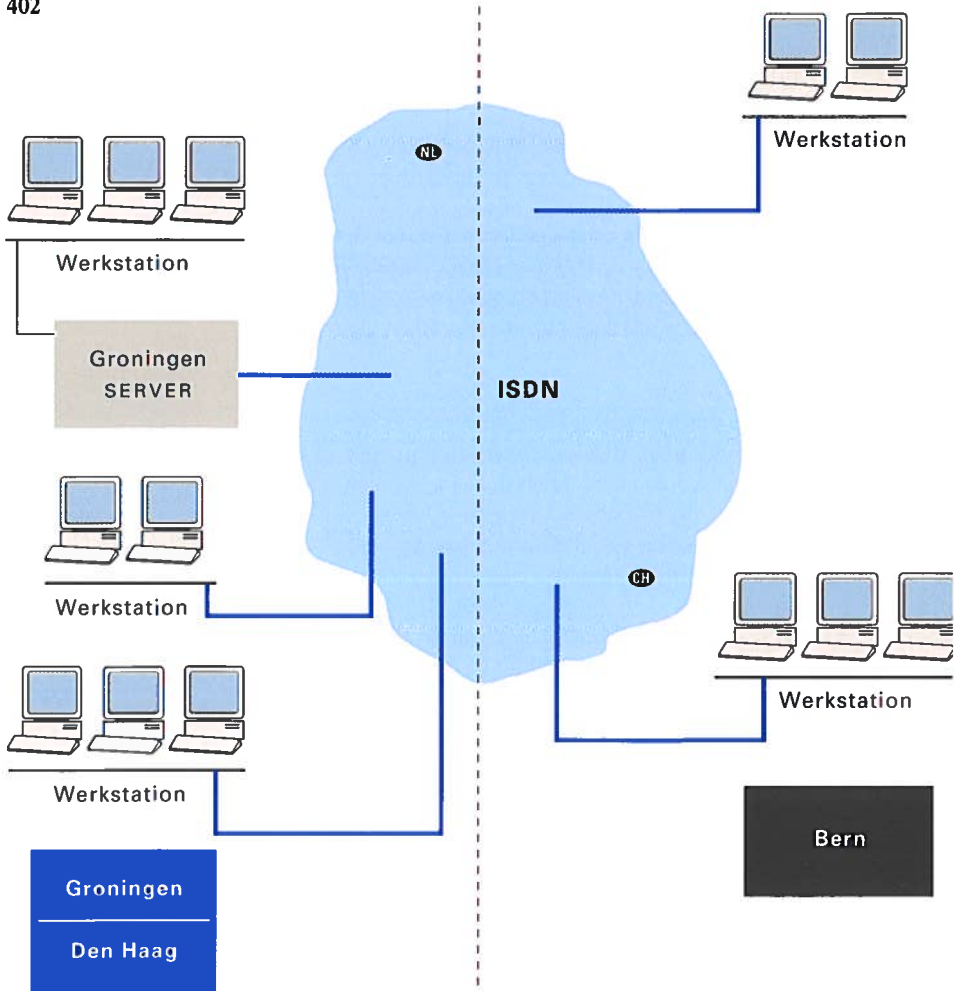 402
Werkstation
NL
Werkstation
Groningen
SERVER
ISDN
Werkstation
CH
Werkstation
Werkstation
Groningen
Den Haag
Bern